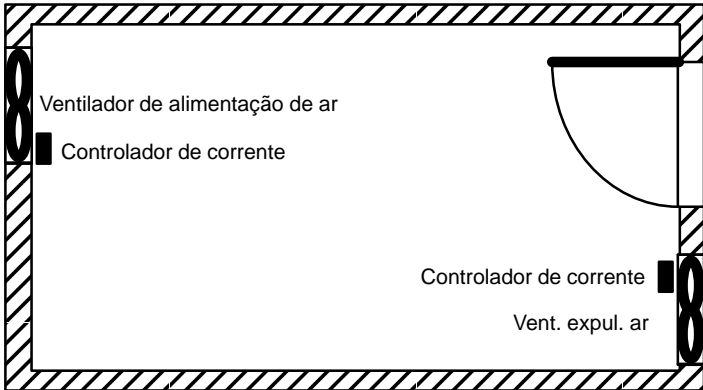 Ventilador de alimentação de ar
Controlador de corrente
Controlador de corrente
Vent. expul. ar